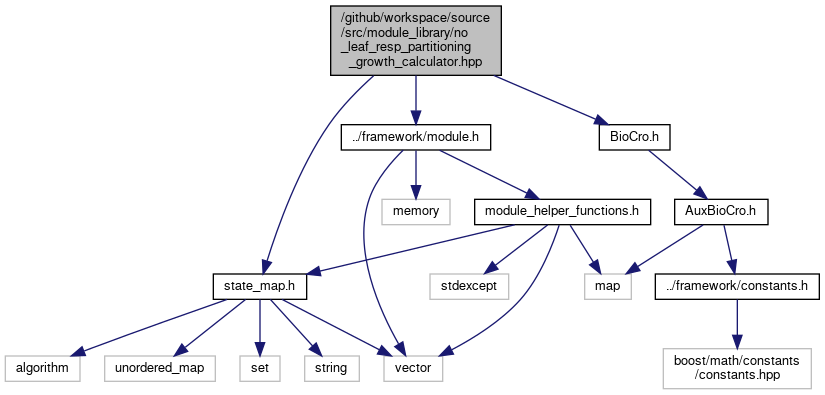 /github/workspace/source
/src/module_library/no
_leaf_resp_partitioning
_growth_calculator.hpp
../framework/module.h
BioCro.h
memory
module_helper_functions.h
AuxBioCro.h
state_map.h
stdexcept
map
../framework/constants.h
algorithm
unordered_map
set
string
vector
boost/math/constants
/constants.hpp